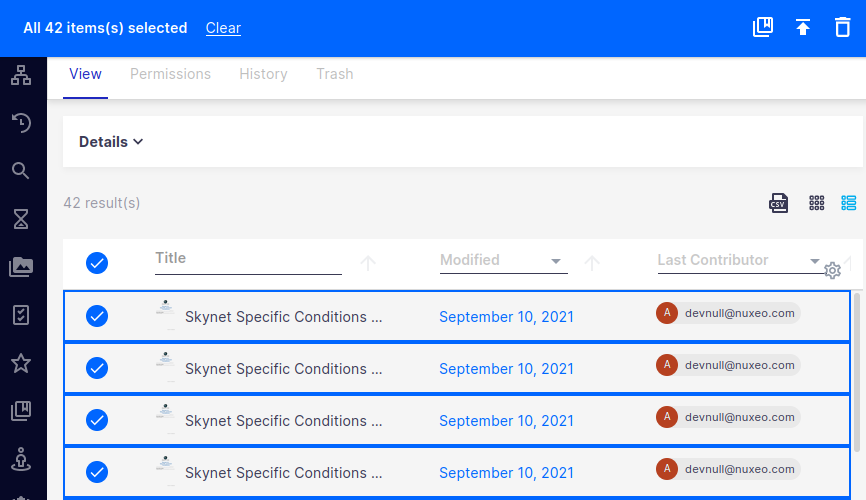 All 42 items(s) selected Clear
View Permissions History Trash
Details
42 result(s)
CSV
Title Modified Last Contributor
Skynet Specific Conditions ... September 10, 2021 A devnull@nuxeo.com
Skynet Specific Conditions ... September 10, 2021 A devnull@nuxeo.com
Skynet Specific Conditions ... September 10, 2021 A devnull@nuxeo.com
Skynet Specific Conditions ... September 10, 2021 A devnull@nuxeo.com